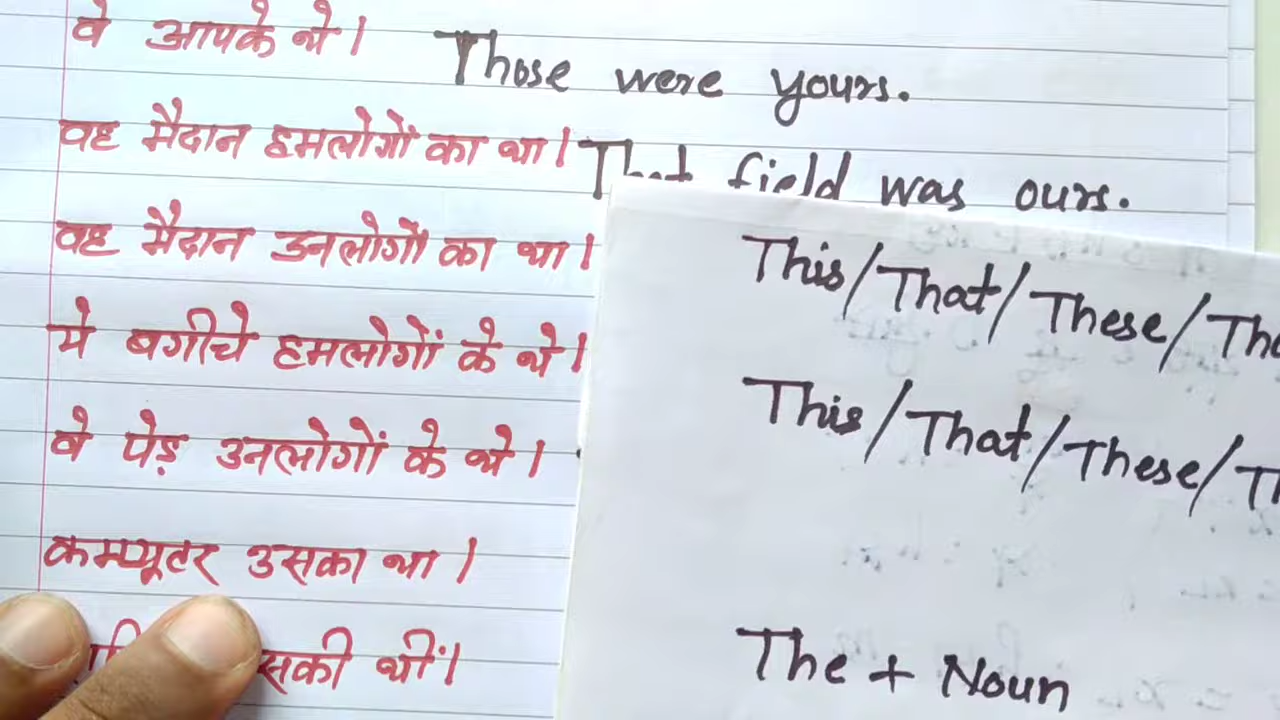 वे आपके थे। Those were yours.
वह मैदान हमलोगों का था। That field was ours.
वह मैदान उनलोगों का था।
ये बगीचे हमलोगों के थे।
वे पेड़ उनलोगों के थे।
कम्प्यूटर उसका था।
थीं।
This/That/These/
This/That/These/
The + Noun